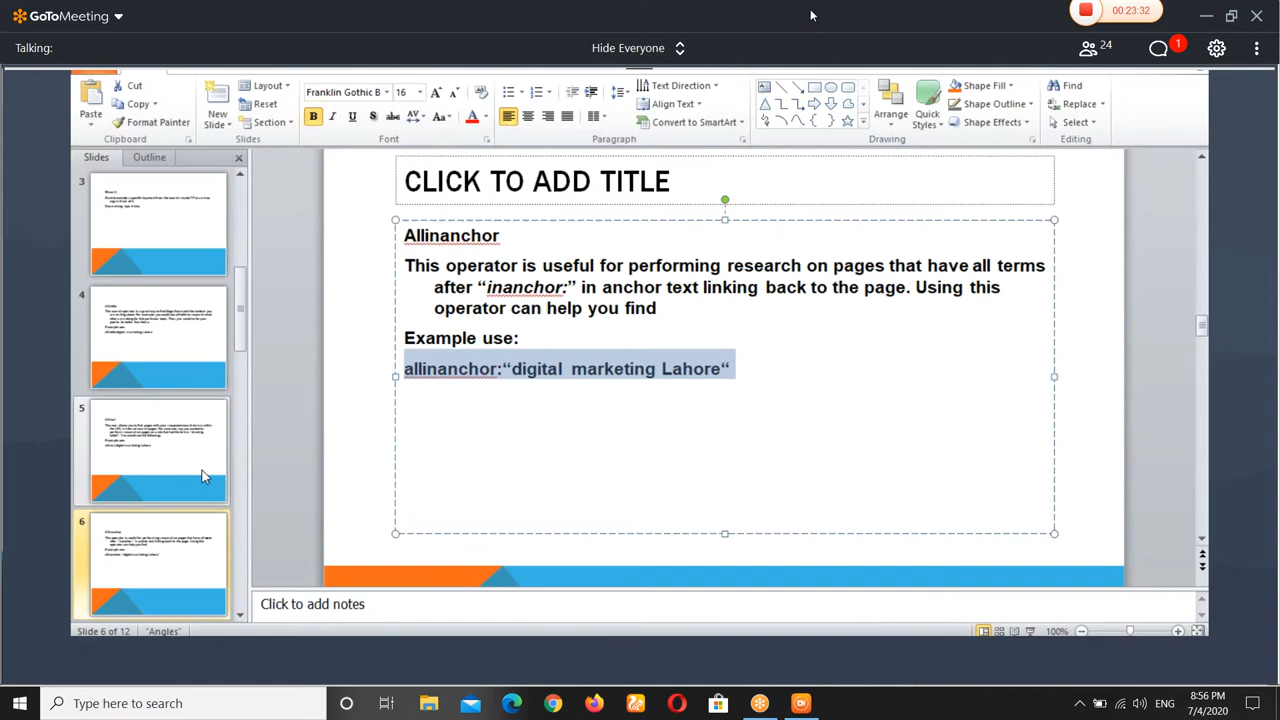 GoToMeeting
00:23:32
Talking:
Hide Everyone
24
1
Cut
Copy
Format Painter
Paste
Clipboard
New
Slide
Layout
Reset
Section
Slides
Franklin Gothic B
16
Font
Text Direction
Align Text
Convert to SmartArt
Paragraph
Arrange
Quick
Styles
Shape Fill
Shape Outline
Shape Effects
Drawing
Find
Replace
Select
Editing
Slides
Outline
3
4
5
6
CLICK TO ADD TITLE
Allinanchor
This operator is useful for performing research on pages that have all terms
after “inanchor:” in anchor text linking back to the page. Using this
operator can help you find
Example use:
allinanchor:“digital marketing Lahore“
Click to add notes
Slide 6 of 12
"Angles"
100%
Type here to search
ENG
8:56 PM
7/4/2020